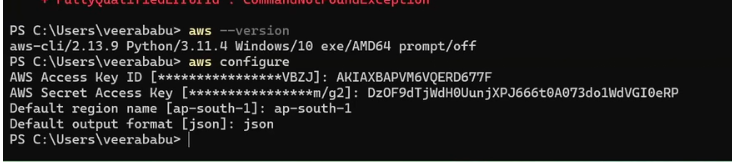 + FullyQualifiedErrorId : CommandNotFoundException
PS C:\Users\veerababu> aws --version
aws-cli/2.13.9 Python/3.11.4 Windows/10 exe/AMD64 prompt/off
PS C:\Users\veerababu> aws configure
AWS Access Key ID [****************VBZJ]: AKIAXBAPVM6VQERD677F
AWS Secret Access Key [****************m/g2]: 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
Default region name [ap-south-1]: ap-south-1
Default output format [json]: json
PS C:\Users\veerababu>